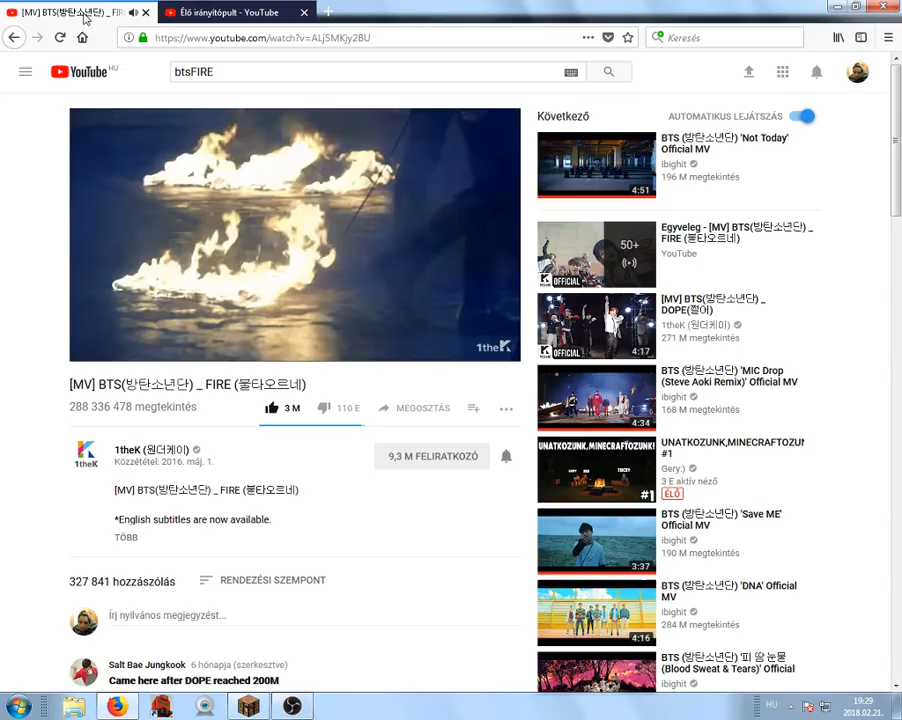 [MV] BTS(방탄소년단) _ FIR
Élő irányítópult - YouTube
https://www.youtube.com/watch?v=ALj5MKjy2BU
Keresés
YouTube HU
btsFIRE
1theK
[MV] BTS(방탄소년단) _ FIRE (불타오르네)
288 336 478 megtekintés
3 M
110 E
MEGOSZTÁS
1theK (원더케이)
Közzététel: 2016. máj. 1.
9,3 M FELIRATKOZÓ
[MV] BTS(방탄소년단) _ FIRE (불타오르네)
*English subtitles are now available.
TÖBB
327 841 hozzászólás
RENDEZÉSI SZEMPONT
Írj nyilvános megjegyzést...
Salt Bae Jungkook 6 hónapja (szerkesztve)
Came here after DOPE reached 200M
Következő
AUTOMATIKUS LEJÁTSZÁS
4:51
BTS (방탄소년단) 'Not Today'
Official MV
ibighit
196 M megtekintés
50+
OFFICIAL
Egyveleg - [MV] BTS(방탄소년단) _
FIRE (불타오르네)
YouTube
OFFICIAL
4:17
[MV] BTS(방탄소년단) _
DOPE(쩔어)
1theK (원더케이)
271 M megtekintés
4:34
BTS (방탄소년단) 'MIC Drop
(Steve Aoki Remix)' Official MV
ibighit
168 M megtekintés
UNATKOZUNK,MINECRAFTOZUN
#1
UNATKOZUNK,MINECRAFTOZUN
#1
Gery:)
3 E aktív néző
ÉLŐ
3:37
BTS (방탄소년단) 'Save ME'
Official MV
ibighit
190 M megtekintés
4:16
BTS (방탄소년단) 'DNA' Official
MV
ibighit
284 M megtekintés
BTS (방탄소년단) '피 땀 눈물
(Blood Sweat & Tears)' Official
ibighit
HU
19:29
2018.02.21.